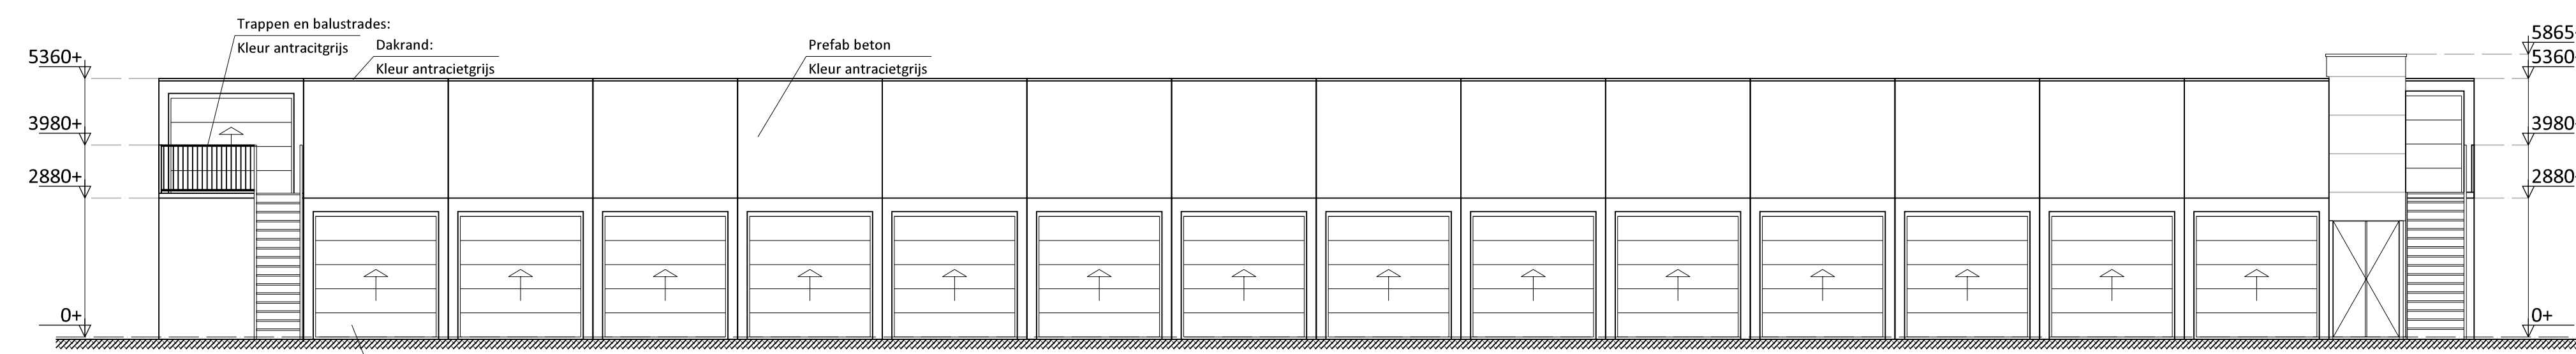 Trappen en balustrades:
Kleur antracitgrijs
Dakrand:
Kleur antracietgrijs
Prefab beton
Kleur antracietgrijs
5360+
3980+
2880+
0+
5865
5360
3980
2880
0+